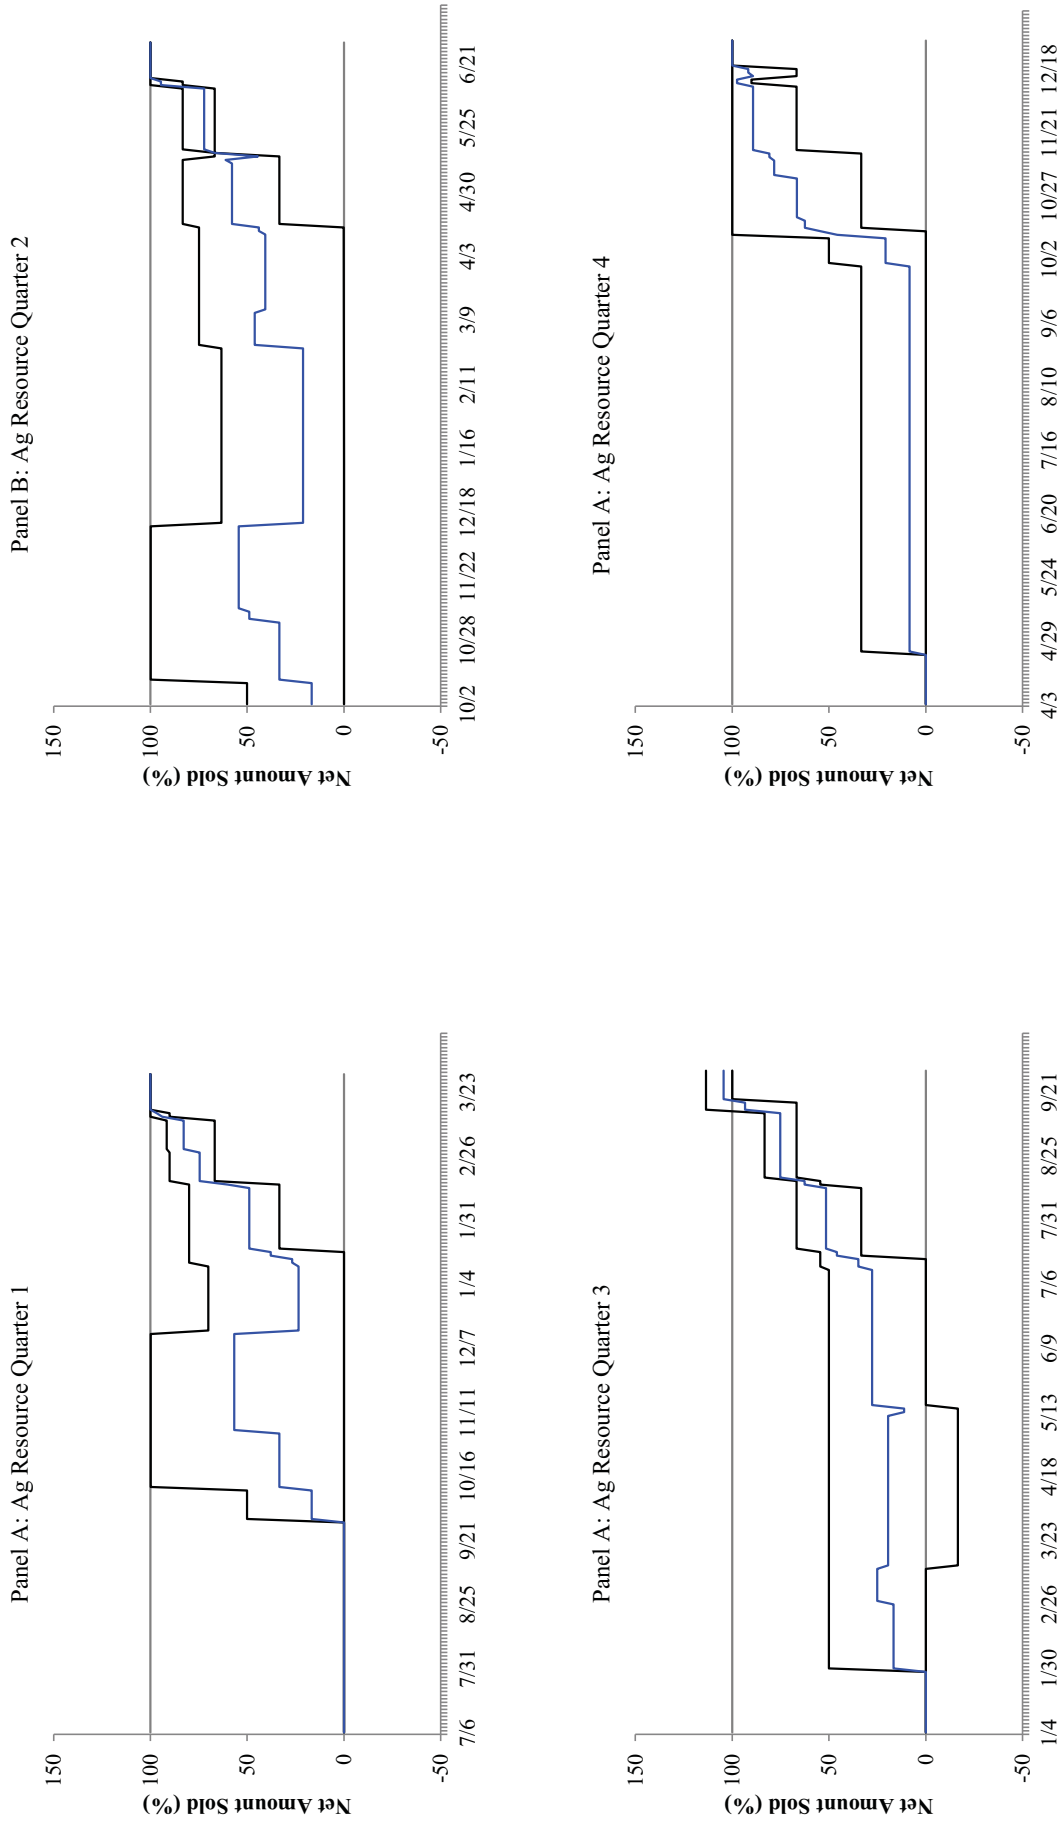 Panel A: Ag Resource Quarter 1
Net Amount Sold (%)
150
100
50
0
-50
7/6 7/31 8/25 9/21 10/16 11/11 12/7 1/4 1/31 2/26 3/23
Panel B: Ag Resource Quarter 2
Net Amount Sold (%)
150
100
50
0
-50
10/2 10/28 11/22 12/18 1/16 2/11 3/9 4/3 4/30 5/25 6/21
Panel A: Ag Resource Quarter 3
Net Amount Sold (%)
150
100
50
0
-50
1/4 1/30 2/26 3/23 4/18 5/13 6/9 7/6 7/31 8/25 9/21
Panel A: Ag Resource Quarter 4
Net Amount Sold (%)
150
100
50
0
-50
4/3 4/29 5/24 6/20 7/16 8/10 9/6 10/2 10/27 11/21 12/18